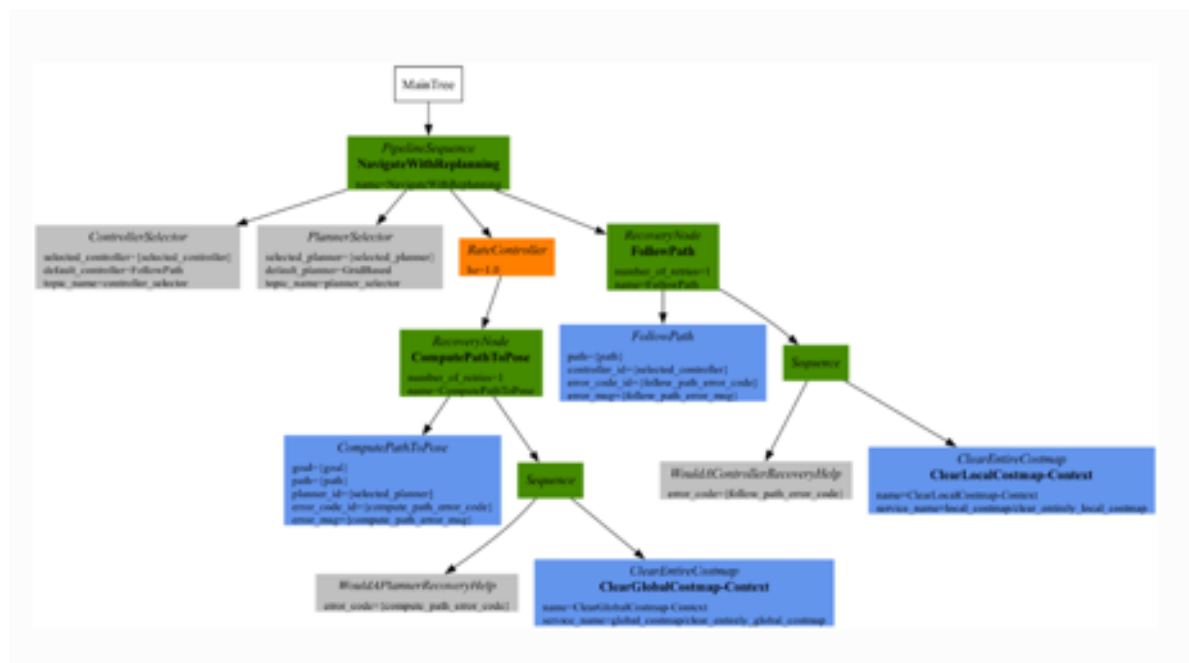 MainTree
PipelineSequence
NavigateWithReplanning
name=NavigateWithReplanning
ControllerSelector
selected_controller={selected_controller}
default_controller=FollowPath
topic_name=controller_selector
PlannerSelector
selected_planner={selected_planner}
default_planner=GridBased
topic_name=planner_selector
RateController
hz=1.0
RecoveryNode
FollowPath
number_of_retries=1
name=FollowPath
RecoveryNode
ComputePathToPose
number_of_retries=1
name=ComputePathToPose
FollowPath
path={path}
controller_id={selected_controller}
error_code_id={follow_path_error_code}
error_msg={follow_path_error_msg}
Sequence
ComputePathToPose
goal={goal}
path={path}
planner_id={selected_planner}
error_code_id={compute_path_error_code}
error_msg={compute_path_error_msg}
Sequence
WouldAControllerRecoveryHelp
error_code={follow_path_error_code}
ClearEntireCostmap
ClearLocalCostmap-Context
name=ClearLocalCostmap-Context
service_name=local_costmap/clear_entirely_local_costmap
WouldAPlannerRecoveryHelp
error_code={compute_path_error_code}
ClearEntireCostmap
ClearGlobalCostmap-Context
name=ClearGlobalCostmap-Context
service_name=global_costmap/clear_entirely_global_costmap